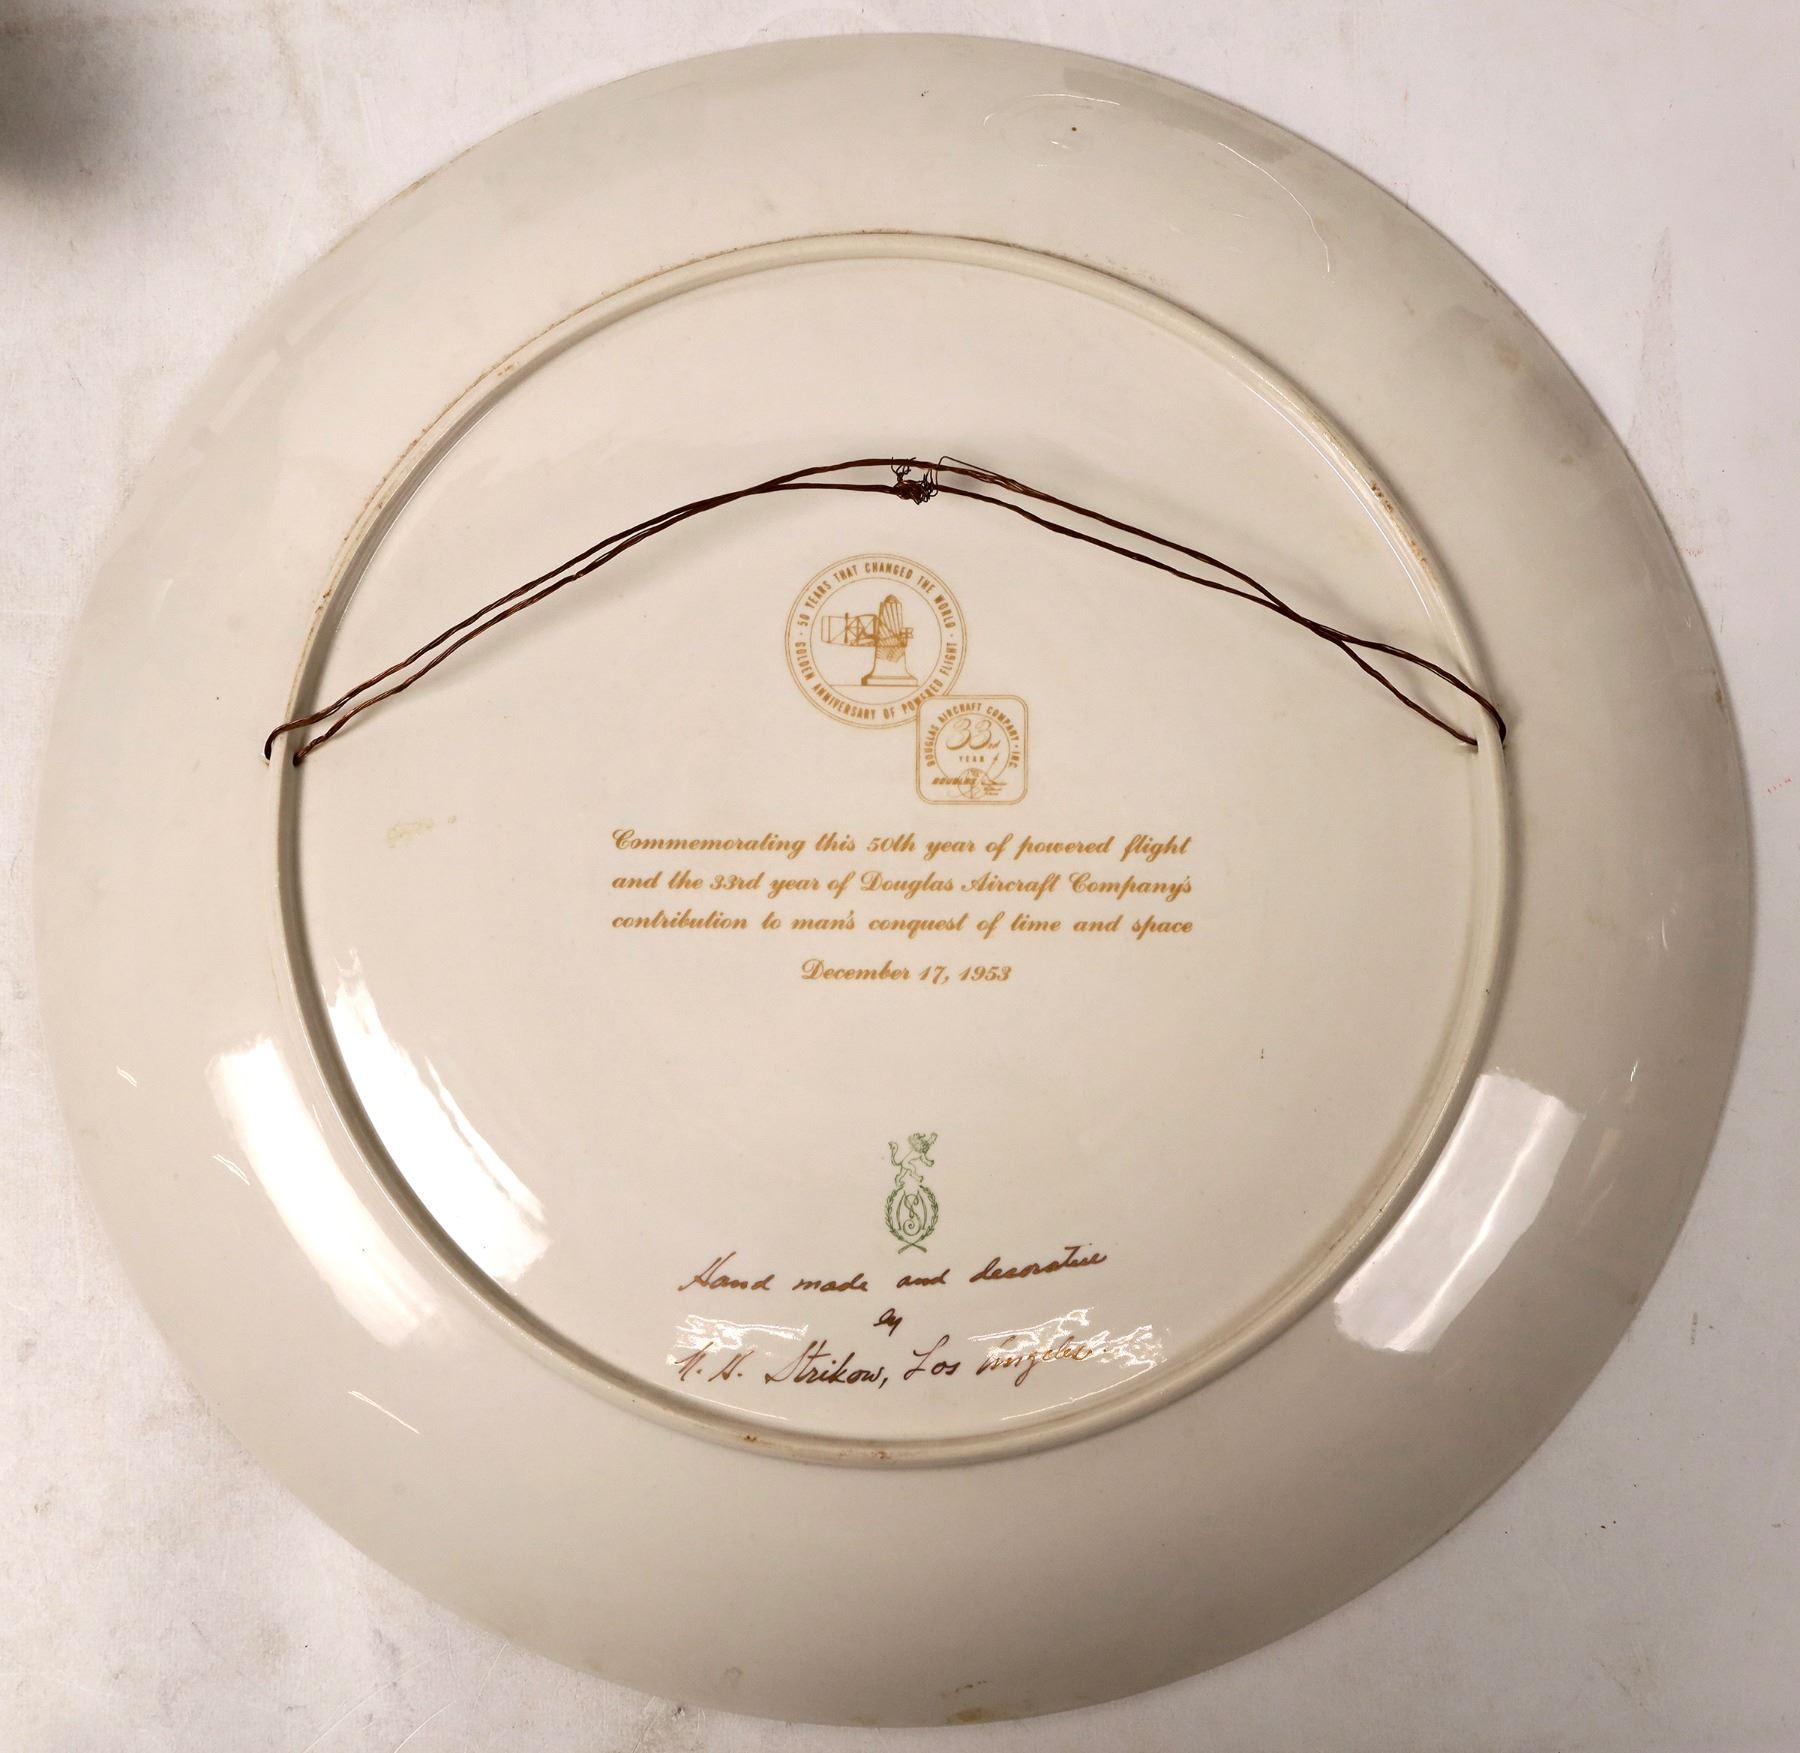 50 YEARS THAT CHANGED THE WORLD ·
GOLDEN ANNIVERSARY OF POWERED FLIGHT ·
DOUGLAS AIRCRAFT COMPANY · INC
33rd
YEAR
DOUGLAS
Commemorating this 50th year of powered flight
and the 33rd year of Douglas Aircraft Company's
contribution to man's conquest of time and space
December 17, 1953
Hand made and decorative
by
H. Strikow, Los Angeles